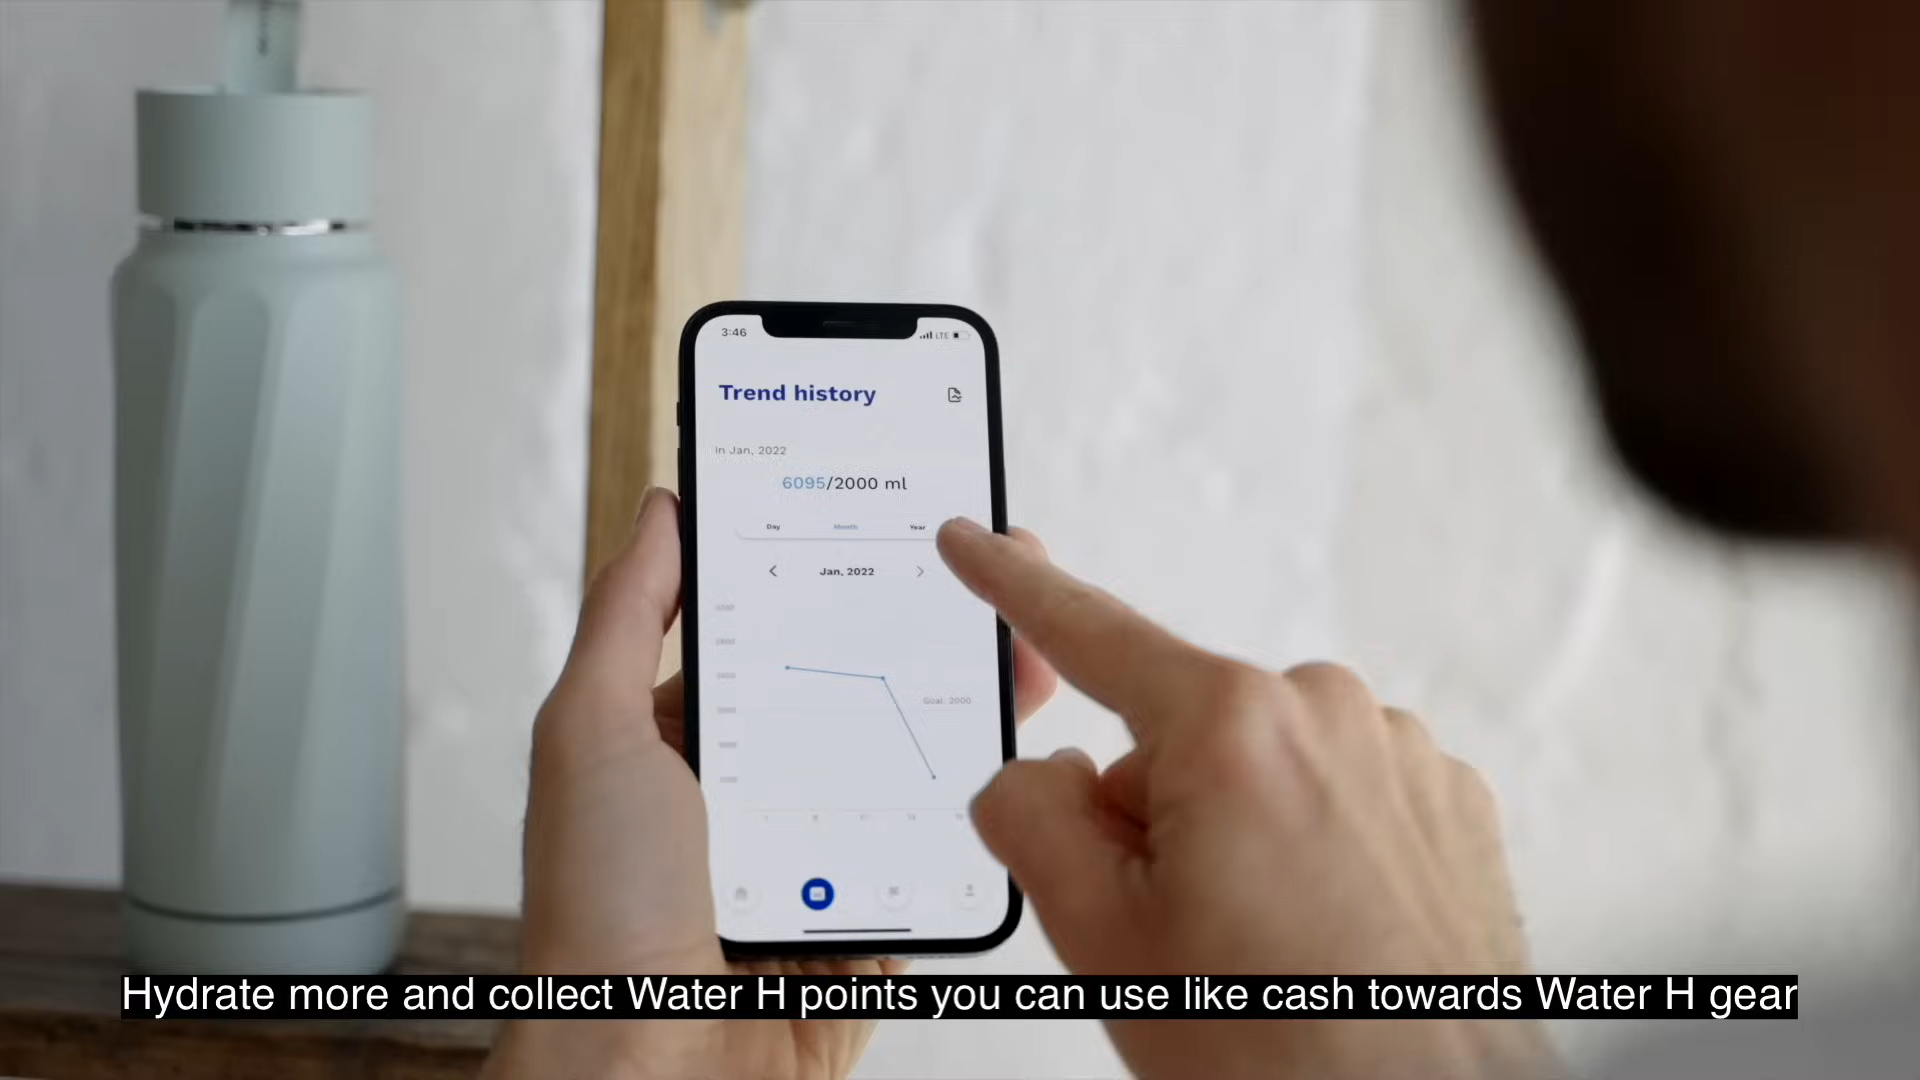 3:46
LTE
Trend history
in Jan, 2022
6095/2000 ml
Day Month Year
Jan, 2022
Goal: 2000
Hydrate more and collect Water H points you can use like cash towards Water H gear